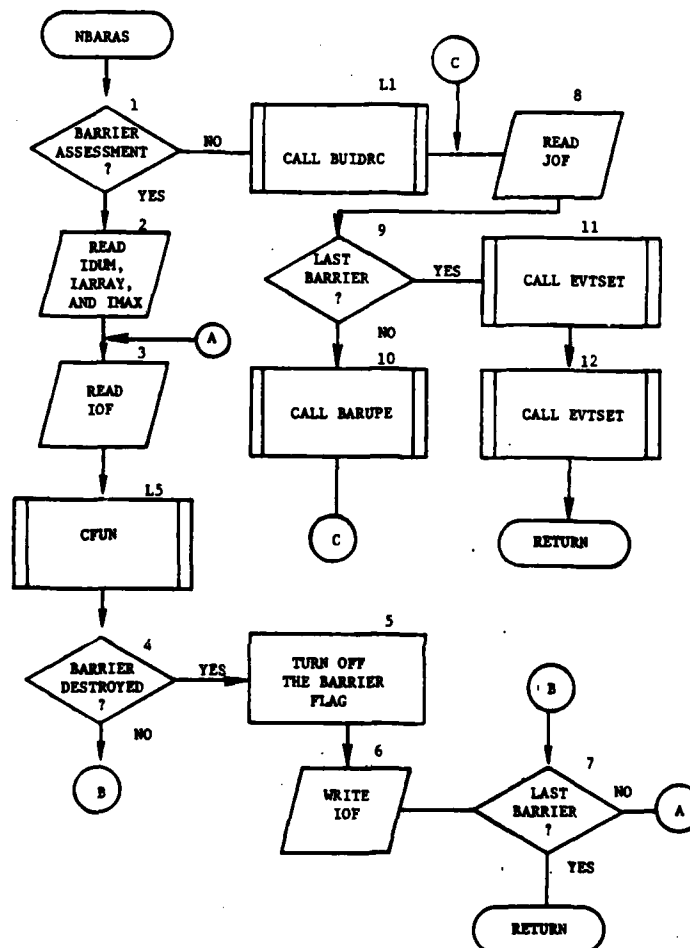 NBARAS
1
BARRIER
ASSESSMENT
?
NO
YES
L1
CALL BUIDRC
C
8
READ
JOF
2
READ
IDUM,
IARRAY,
AND IMAX
A
3
READ
IOF
9
LAST
BARRIER
?
YES
NO
11
CALL EVTSET
10
CALL BARUPE
C
12
CALL EVTSET
RETURN
L5
CFUN
4
BARRIER
DESTROYED
?
YES
NO
B
5
TURN OFF
THE BARRIER
FLAG
6
WRITE
IOF
B
7
LAST
BARRIER
?
NO
A
YES
RETURN